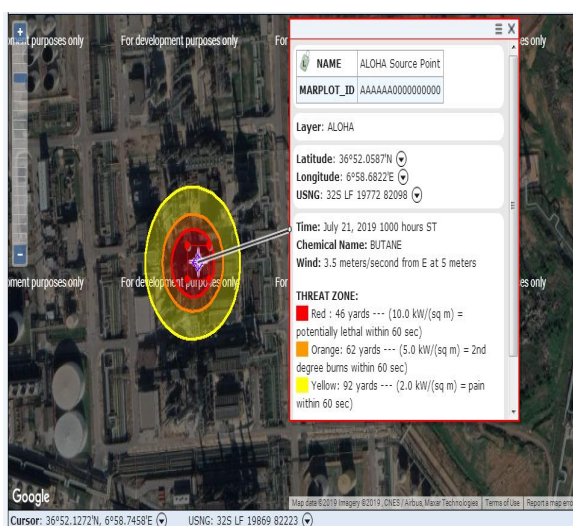 ment purposes only
For development purposes only
For
es only
NAME ALOHA Source Point
MARPLOT_ID AAAAAA0000000000
Layer: ALOHA
Latitude: 36°52.0587'N
Longitude: 6°58.6822'E
USNG: 32S LF 19772 82098
Time: July 21, 2019 1000 hours ST
Chemical Name: BUTANE
Wind: 3.5 meters/second from E at 5 meters
ment purposes only
For development purposes only
For
es only
THREAT ZONE:
Red : 46 yards --- (10.0 kW/(sq m) =
potentially lethal within 60 sec)
Orange: 62 yards --- (5.0 kW/(sq m) = 2nd
degree burns within 60 sec)
Yellow: 92 yards --- (2.0 kW/(sq m) = pain
within 60 sec)
Google
Map data ©2019 Imagery ©2019 , CNES / Airbus, Maxar Technologies Terms of Use Report a map erro
Cursor: 36°52.1272'N, 6°58.7458'E USNG: 32S LF 19869 82223